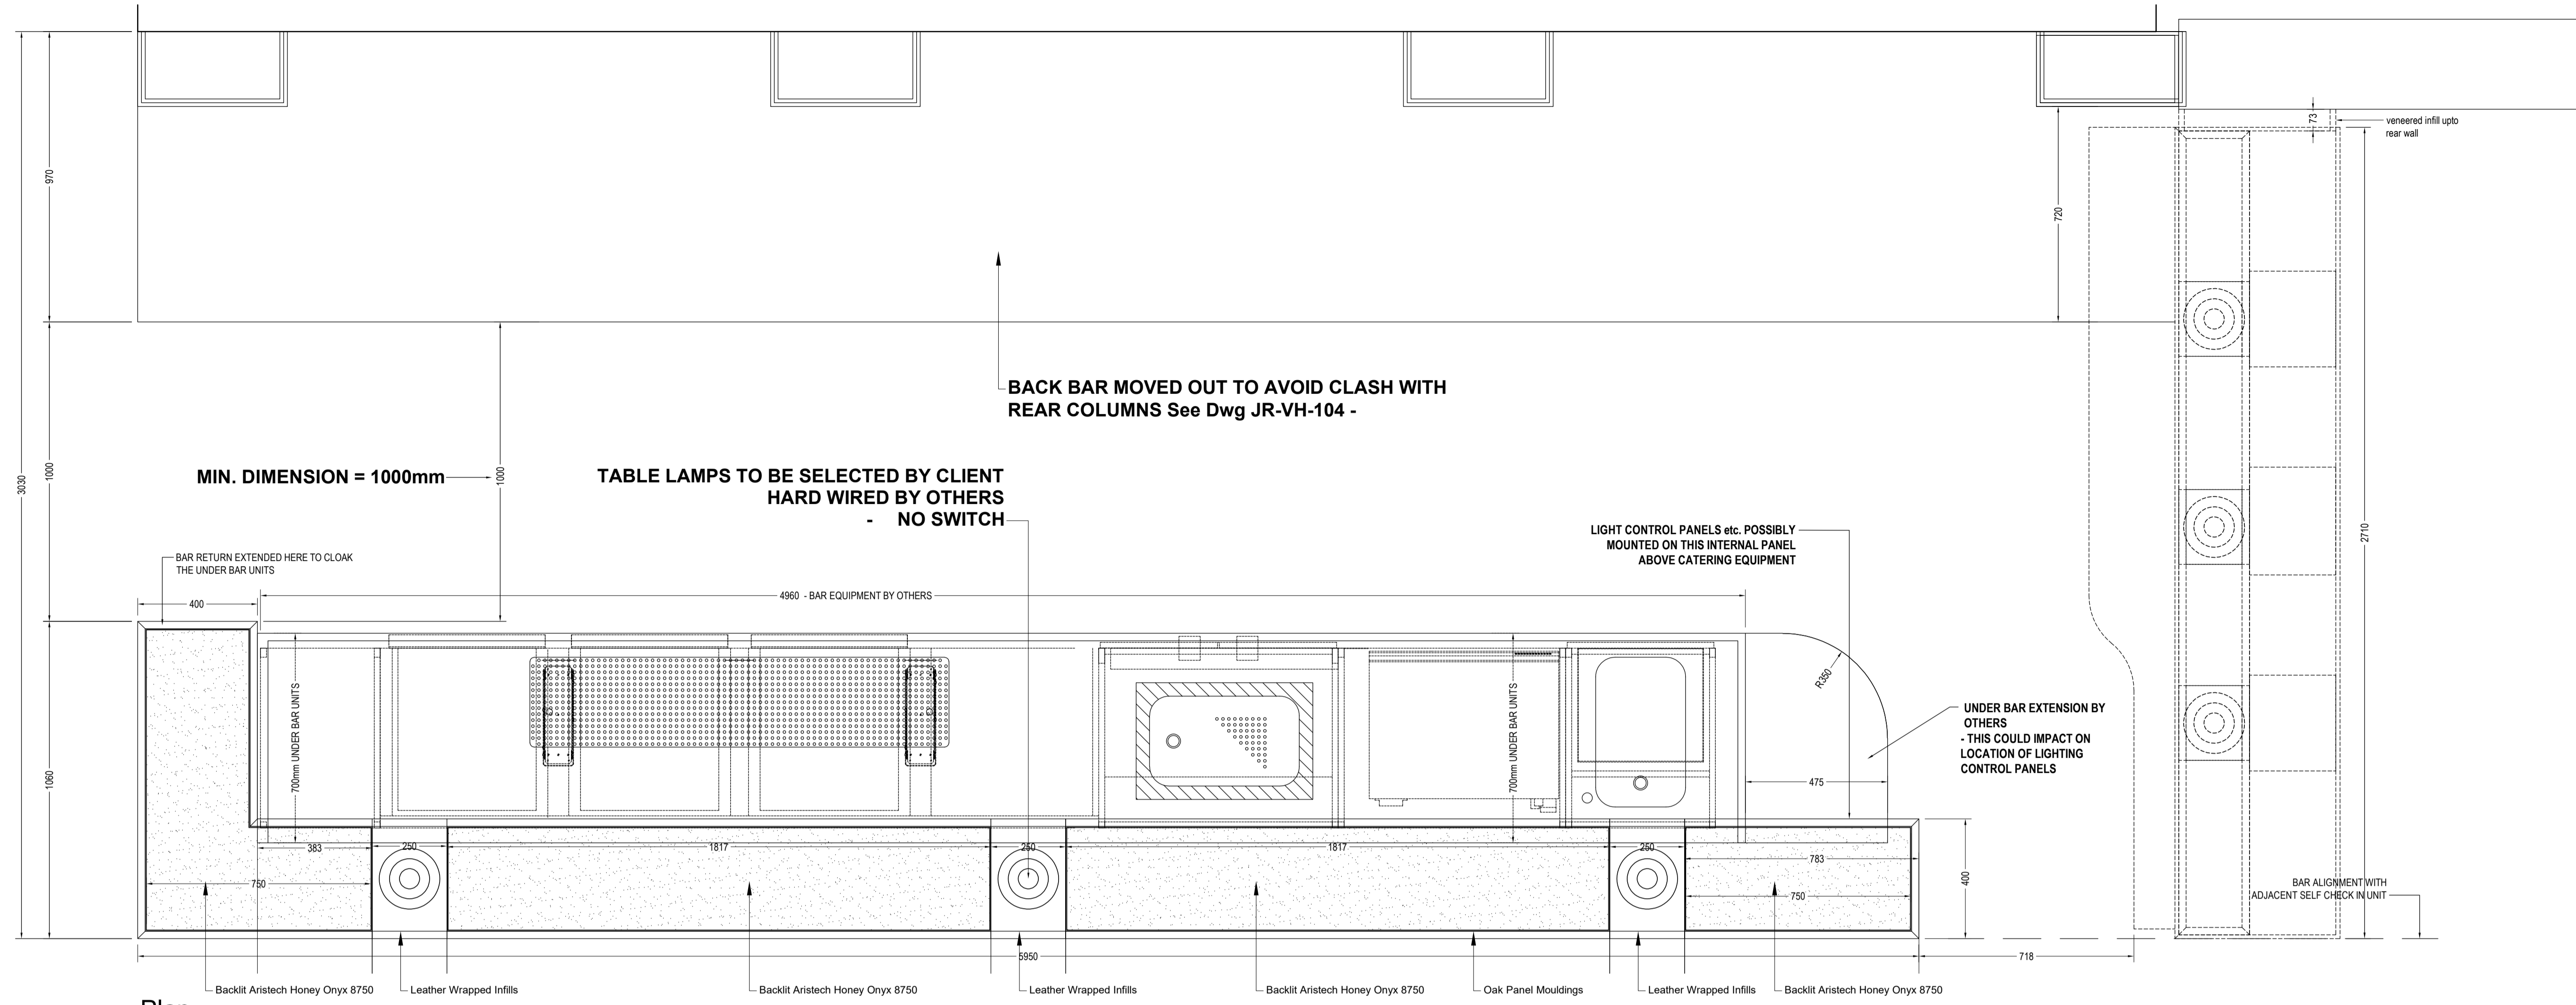 73
veneered infill upto
rear wall
970
720
3030
1000
1000
2710
BACK BAR MOVED OUT TO AVOID CLASH WITH
REAR COLUMNS See Dwg JR-VH-104 -
MIN. DIMENSION = 1000mm
TABLE LAMPS TO BE SELECTED BY CLIENT
HARD WIRED BY OTHERS
- NO SWITCH
LIGHT CONTROL PANELS etc. POSSIBLY
MOUNTED ON THIS INTERNAL PANEL
ABOVE CATERING EQUIPMENT
BAR RETURN EXTENDED HERE TO CLOAK
THE UNDER BAR UNITS
400
4960 - BAR EQUIPMENT BY OTHERS
1060
700mm UNDER BAR UNITS
700mm UNDER BAR UNITS
R350
UNDER BAR EXTENSION BY
OTHERS
- THIS COULD IMPACT ON
LOCATION OF LIGHTING
CONTROL PANELS
475
383
250
1817
250
1817
250
783
750
750
400
BAR ALIGNMENT WITH
ADJACENT SELF CHECK IN UNIT
5950
718
Backlit Aristech Honey Onyx 8750
Leather Wrapped Infills
Backlit Aristech Honey Onyx 8750
Leather Wrapped Infills
Backlit Aristech Honey Onyx 8750
Oak Panel Mouldings
Leather Wrapped Infills
Backlit Aristech Honey Onyx 8750
Plan